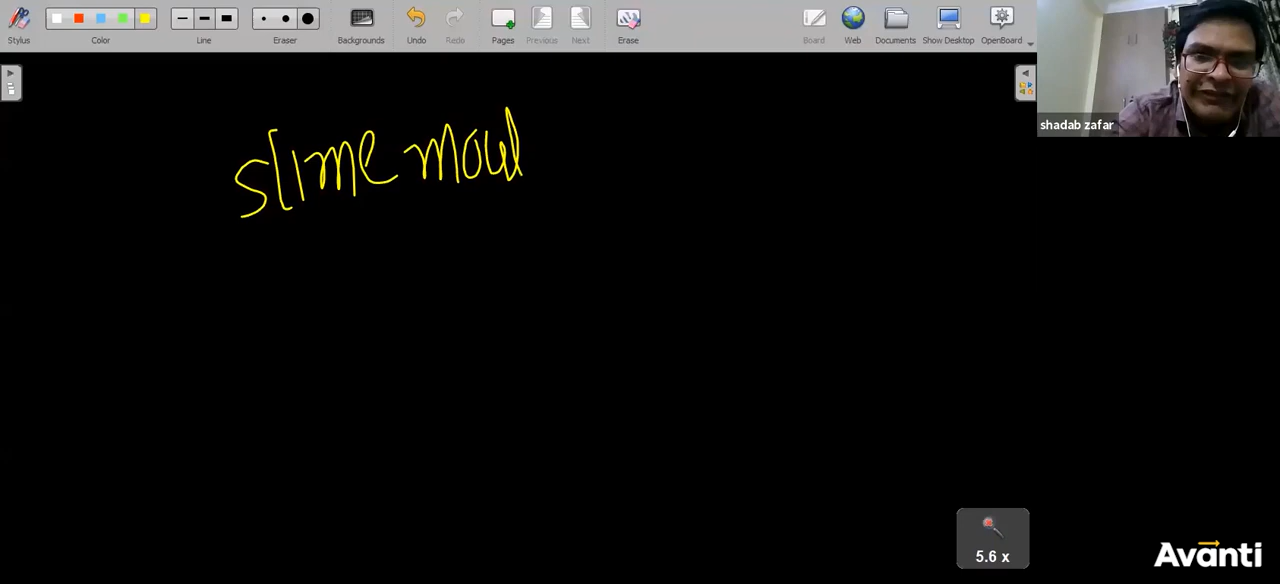 Stylus
Color
Line
Eraser
Backgrounds
Undo
Redo
Pages
Previous
Next
Erase
Board
Web
Documents
Show Desktop
OpenBoard
shadab zafar
slime moul
5.6 x
Avanti